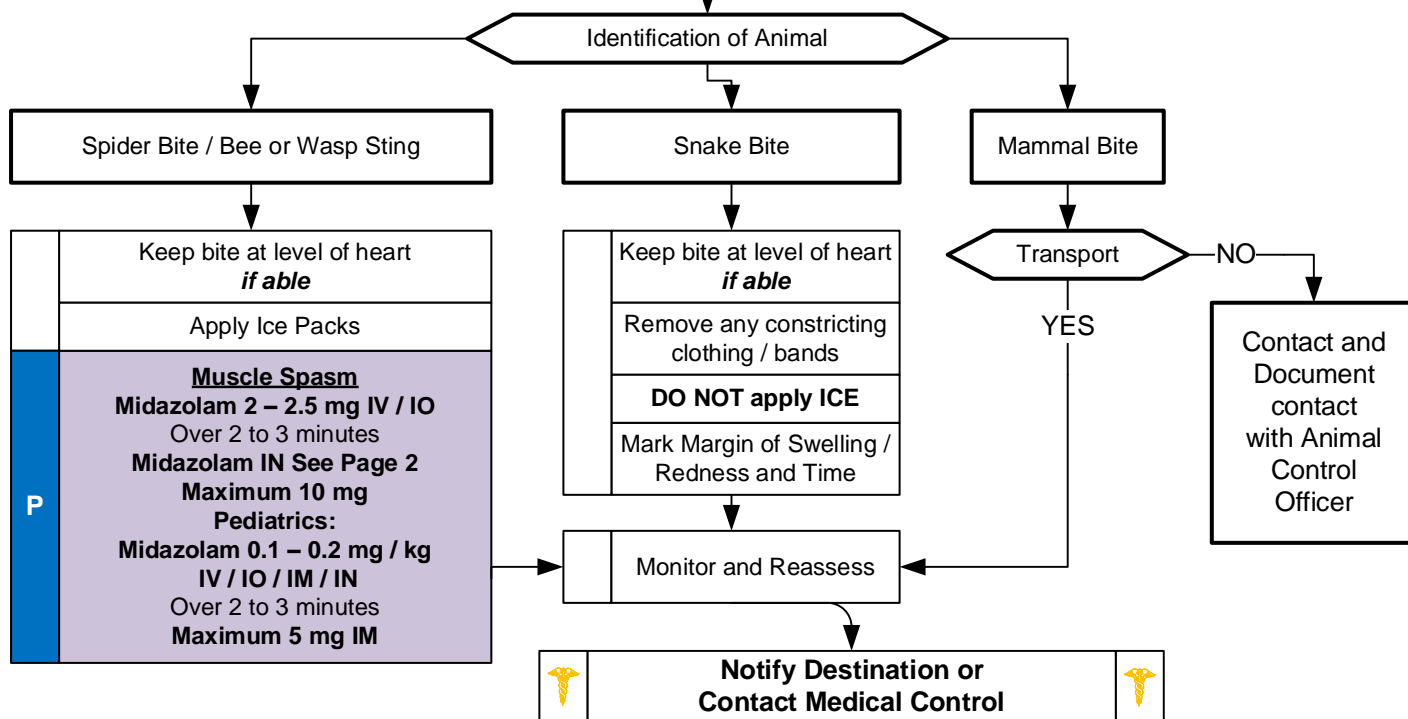 Identification of Animal
Spider Bite / Bee or Wasp Sting
Snake Bite
Mammal Bite
Keep bite at level of heart
if able
Apply Ice Packs
P
Muscle Spasm
Midazolam 2 – 2.5 mg IV / IO
Over 2 to 3 minutes
Midazolam IN See Page 2
Maximum 10 mg
Pediatrics:
Midazolam 0.1 – 0.2 mg / kg
IV / IO / IM / IN
Over 2 to 3 minutes
Maximum 5 mg IM
Keep bite at level of heart
if able
Remove any constricting
clothing / bands
DO NOT apply ICE
Mark Margin of Swelling /
Redness and Time
Transport
NO
YES
Contact and
Document
contact
with Animal
Control
Officer
Monitor and Reassess
Notify Destination or
Contact Medical Control